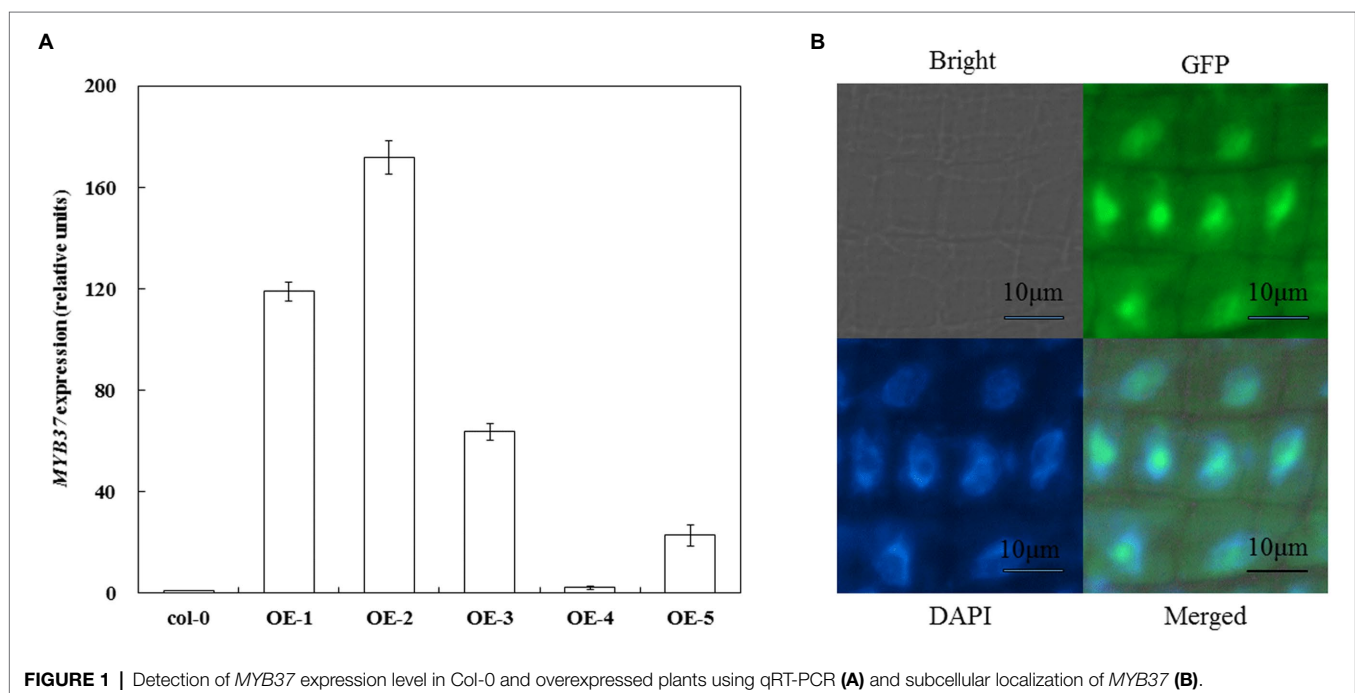 A
B
Bright
GFP
MYB37 expression (relative units)
200
160
120
80
40
0
col-0
OE-1
OE-2
OE-3
OE-4
OE-5
10μm
10μm
10μm
10μm
DAPI
Merged
FIGURE 1 | Detection of MYB37 expression level in Col-0 and overexpressed plants using qRT-PCR (A) and subcellular localization of MYB37 (B).